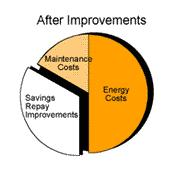 After Improvements
Maintenance
Costs
Energy
Costs
Savings
Repay
Improvements